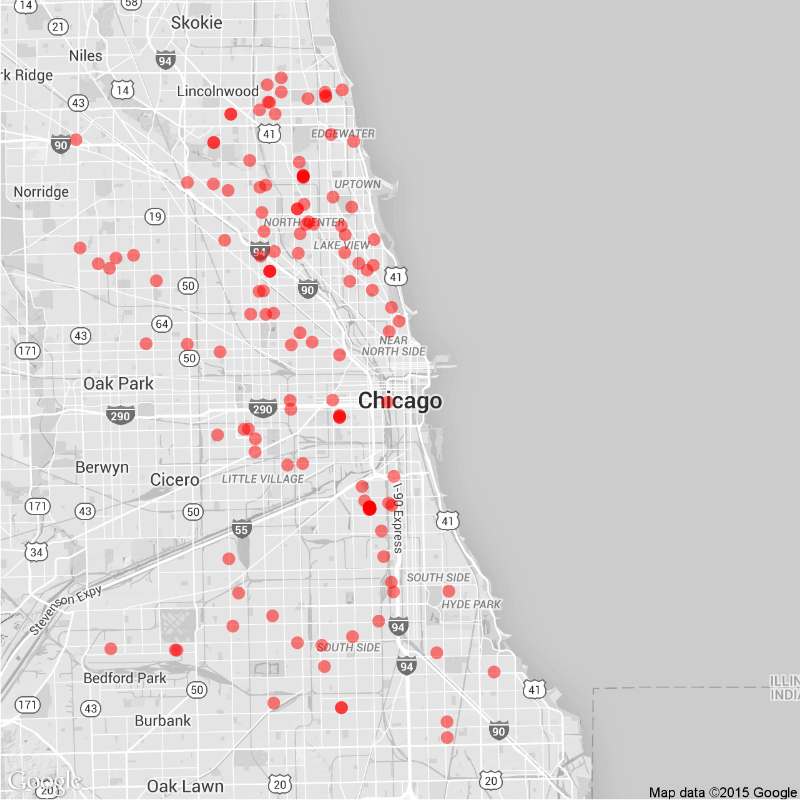 14
58
21
Skokie
Niles
94
rk Ridge
14
Lincolnwood
43
41
EDGEWATER
90
Norridge
UPTOWN
19
NORTH CENTER
LAKE VIEW
94
41
50
90
64
43
NEAR
NORTH SIDE
171
50
Oak Park
290
290
Chicago
Berwyn
Cicero
LITTLE VILLAGE
171
43
50
I-90 Express
41
55
34
SOUTH SIDE
HYDE PARK
Stevenson Expy
94
SOUTH SIDE
94
Bedford Park
50
41
ILLIN
INDI
171
43
Burbank
90
Google
20
Oak Lawn
20
20
Map data ©2015 Google